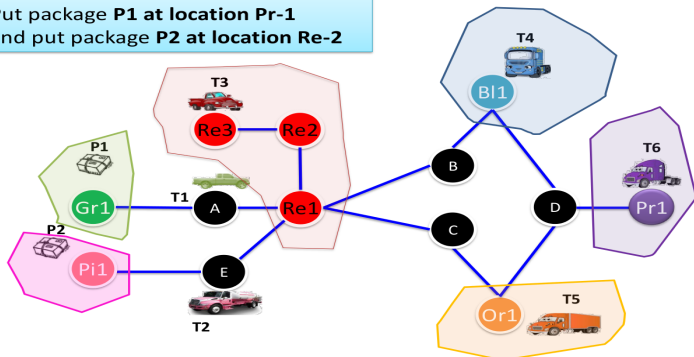 Put package P1 at location Pr-1
nd put package P2 at location Re-2
T4
T3
Bl1
P1
Re3
Re2
T6
B
T1
Gr1
A
Re1
D
Pr1
P2
C
Pi1
E
T5
Or1
T2